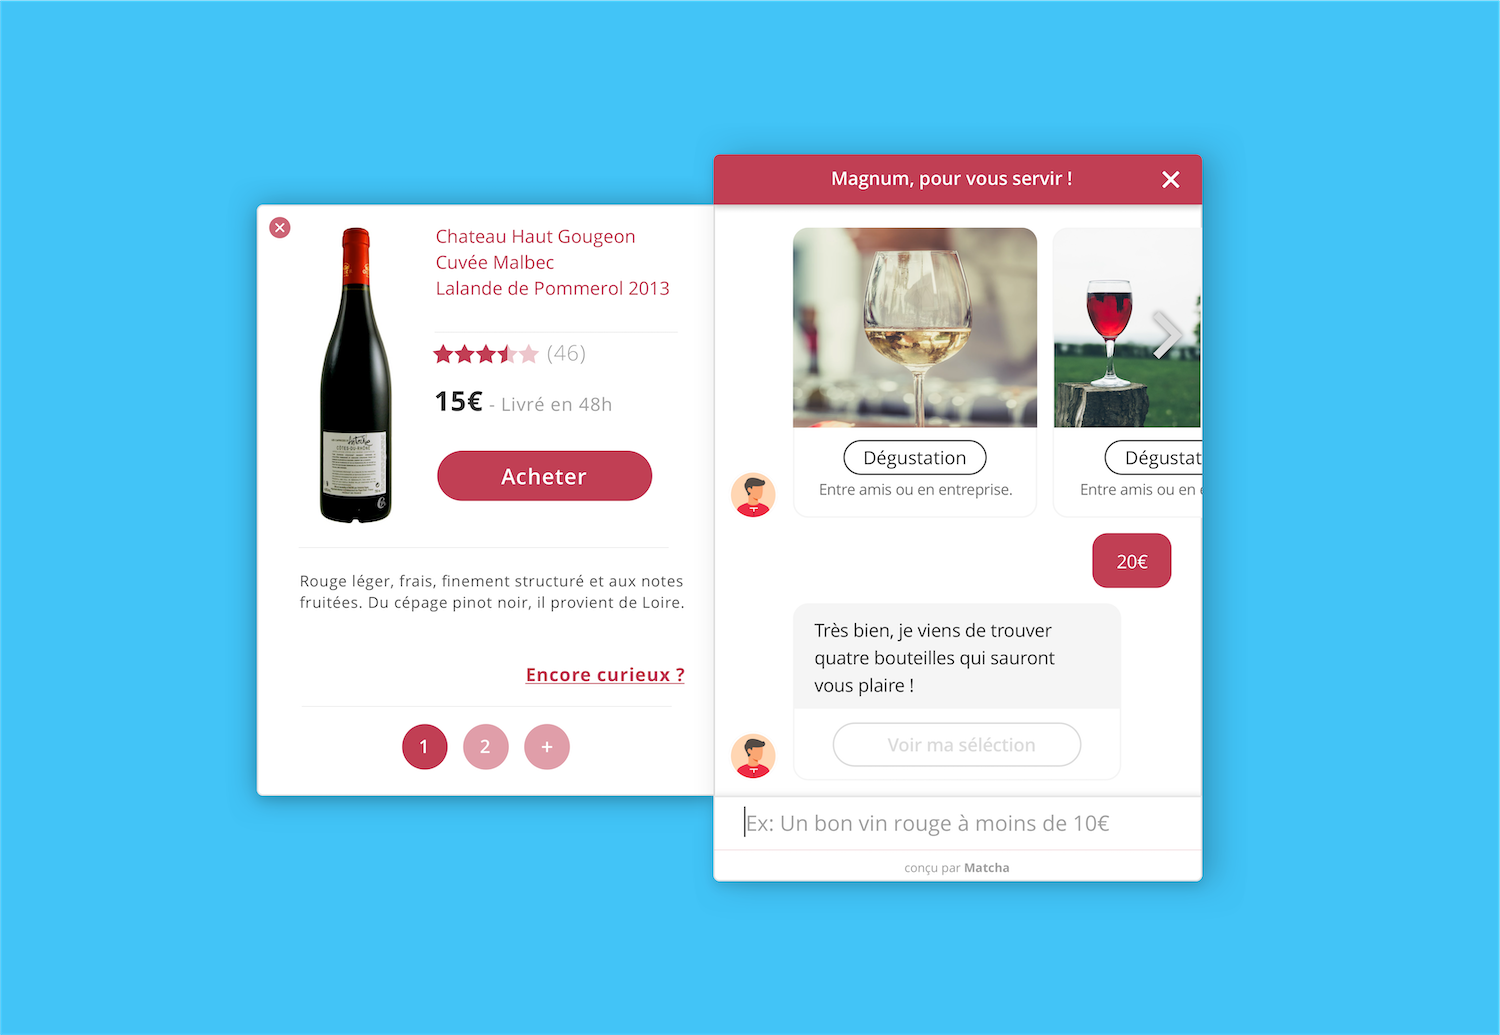 Magnum, pour vous servir !
Chateau Haut Gougeon
Cuvée Malbec
Lalande de Pommerol 2013
(46)
15€ - Livré en 48h
Acheter
CÔTES-DU-RHÔNE
Rouge léger, frais, finement structuré et aux notes
fruitées. Du cépage pinot noir, il provient de Loire.
Encore curieux ?
1
2
+
Dégustation
Entre amis ou en entreprise.
Dégustat
Entre amis ou en e
20€
Très bien, je viens de trouver
quatre bouteilles qui sauront
vous plaire !
Voir ma séléction
Ex: Un bon vin rouge à moins de 10€
conçu par Matcha